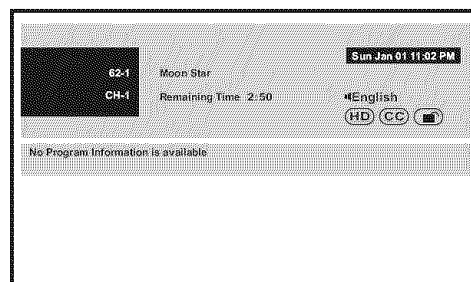 Sun Jan 01 11:02 PM
62-1 Moon Star
CH-1 Remaining Time 2:50 English
HD CC
No Program Information is available